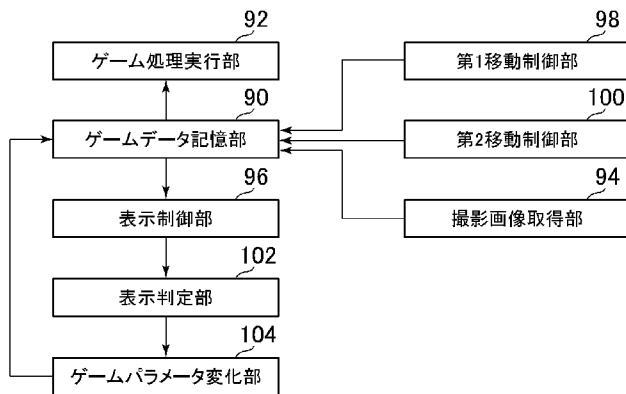 92
ゲーム処理実行部
98
第1移動制御部
90
ゲームデータ記憶部
100
第2移動制御部
96
表示制御部
94
撮影画像取得部
102
表示判定部
104
ゲームパラメータ変化部